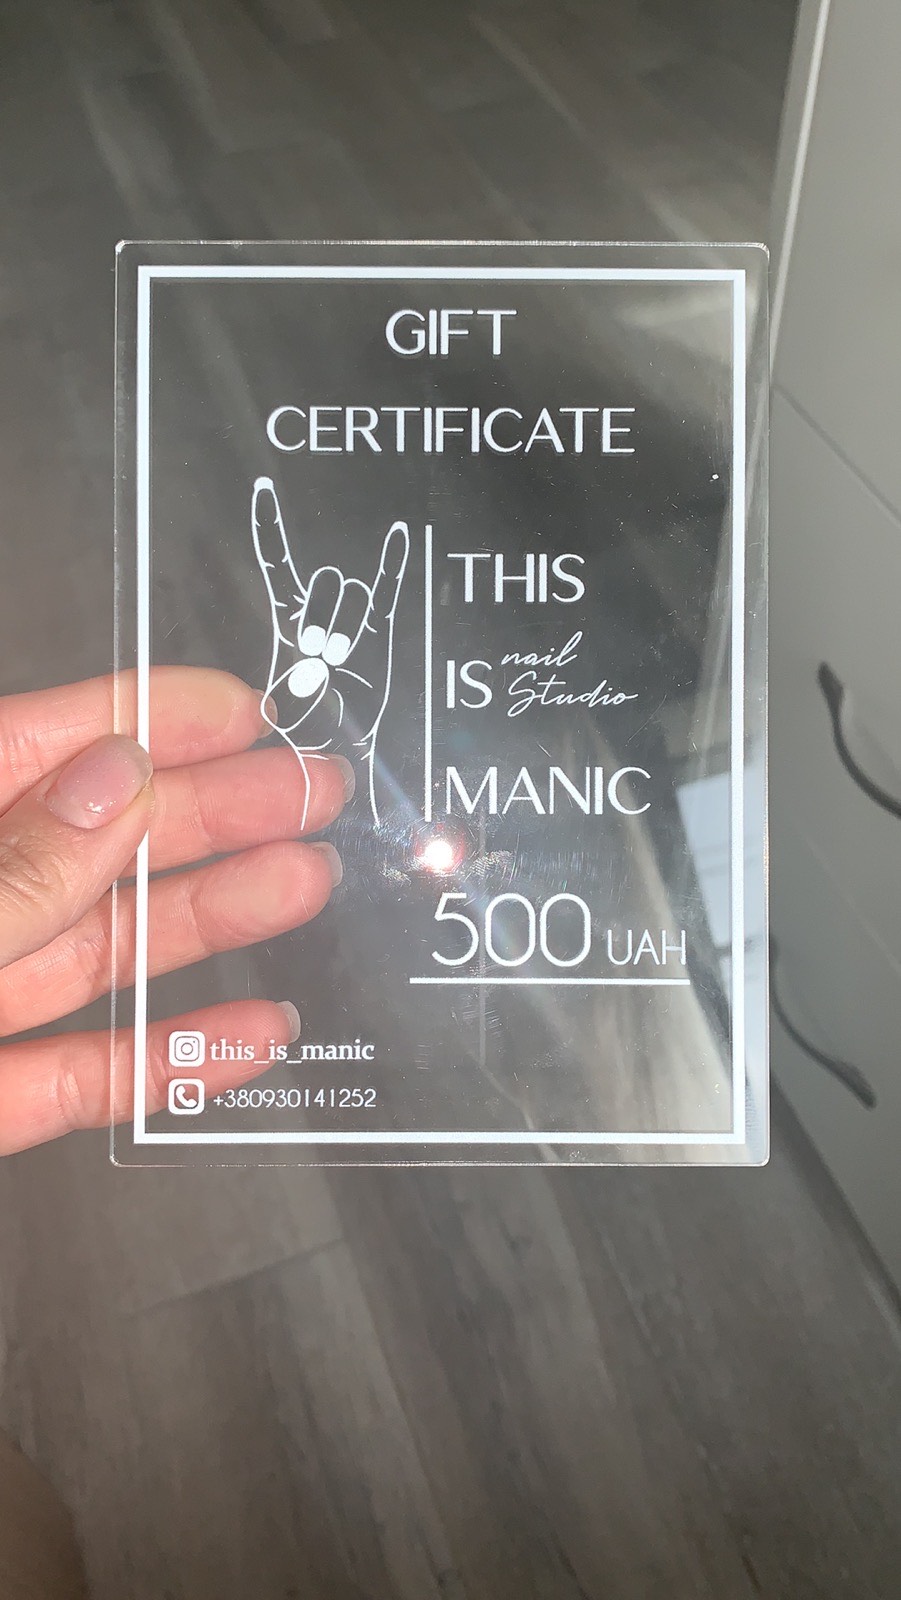 GIFT
CERTIFICATE
THIS
IS nail Studio
MANIC
500 UAH
this_is_manic
+380930141252